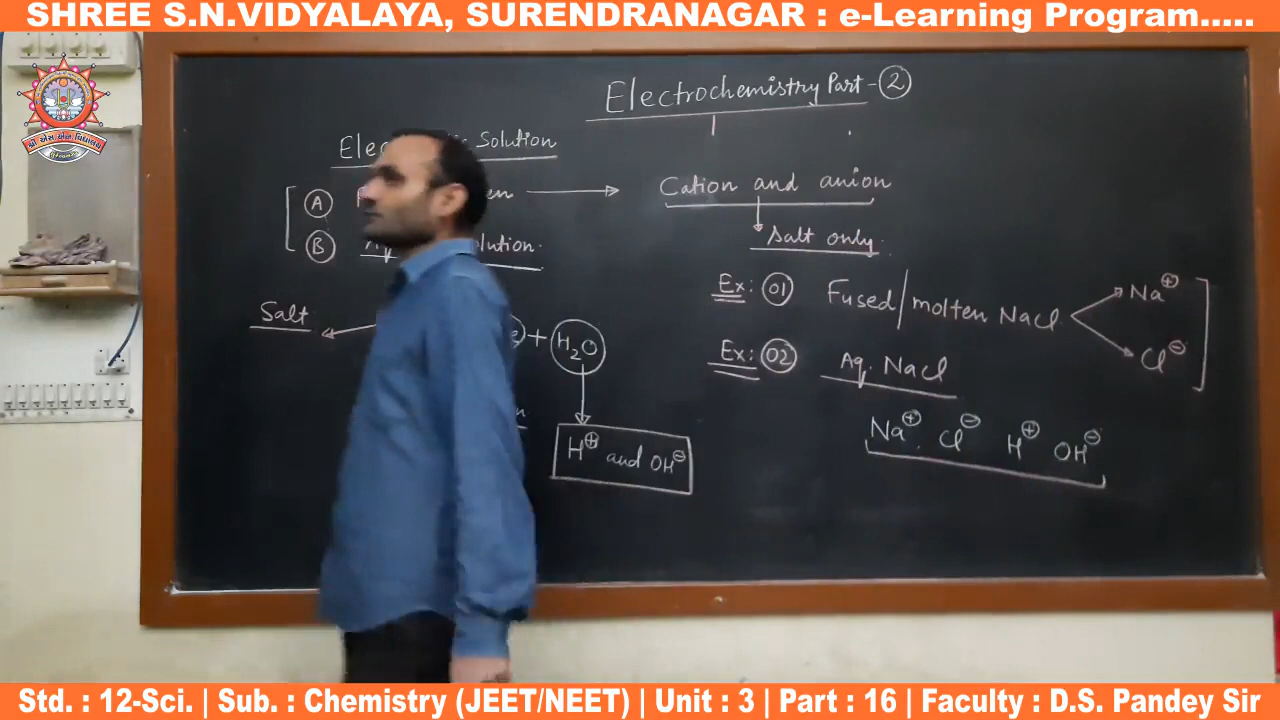 SHREE S.N.VIDYALAYA, SURENDRANAGAR : e-Learning Program.....
Electrochemistry Part - ②
Solution
Ⓐ
Ⓑ
Cation and anion
Salt only.
Salt
+ H₂O
H⊕ and OH⊖
Ex: 01 Fused/molten NaCl
Na⊕
Cl⊖
Ex: 02 Aq. NaCl
Na⊕. Cl⊖ H⊕ OH⊖
Std. : 12-Sci. | Sub. : Chemistry (JEET/NEET) | Unit : 3 | Part : 16 | Faculty : D.S. Pandey Sir